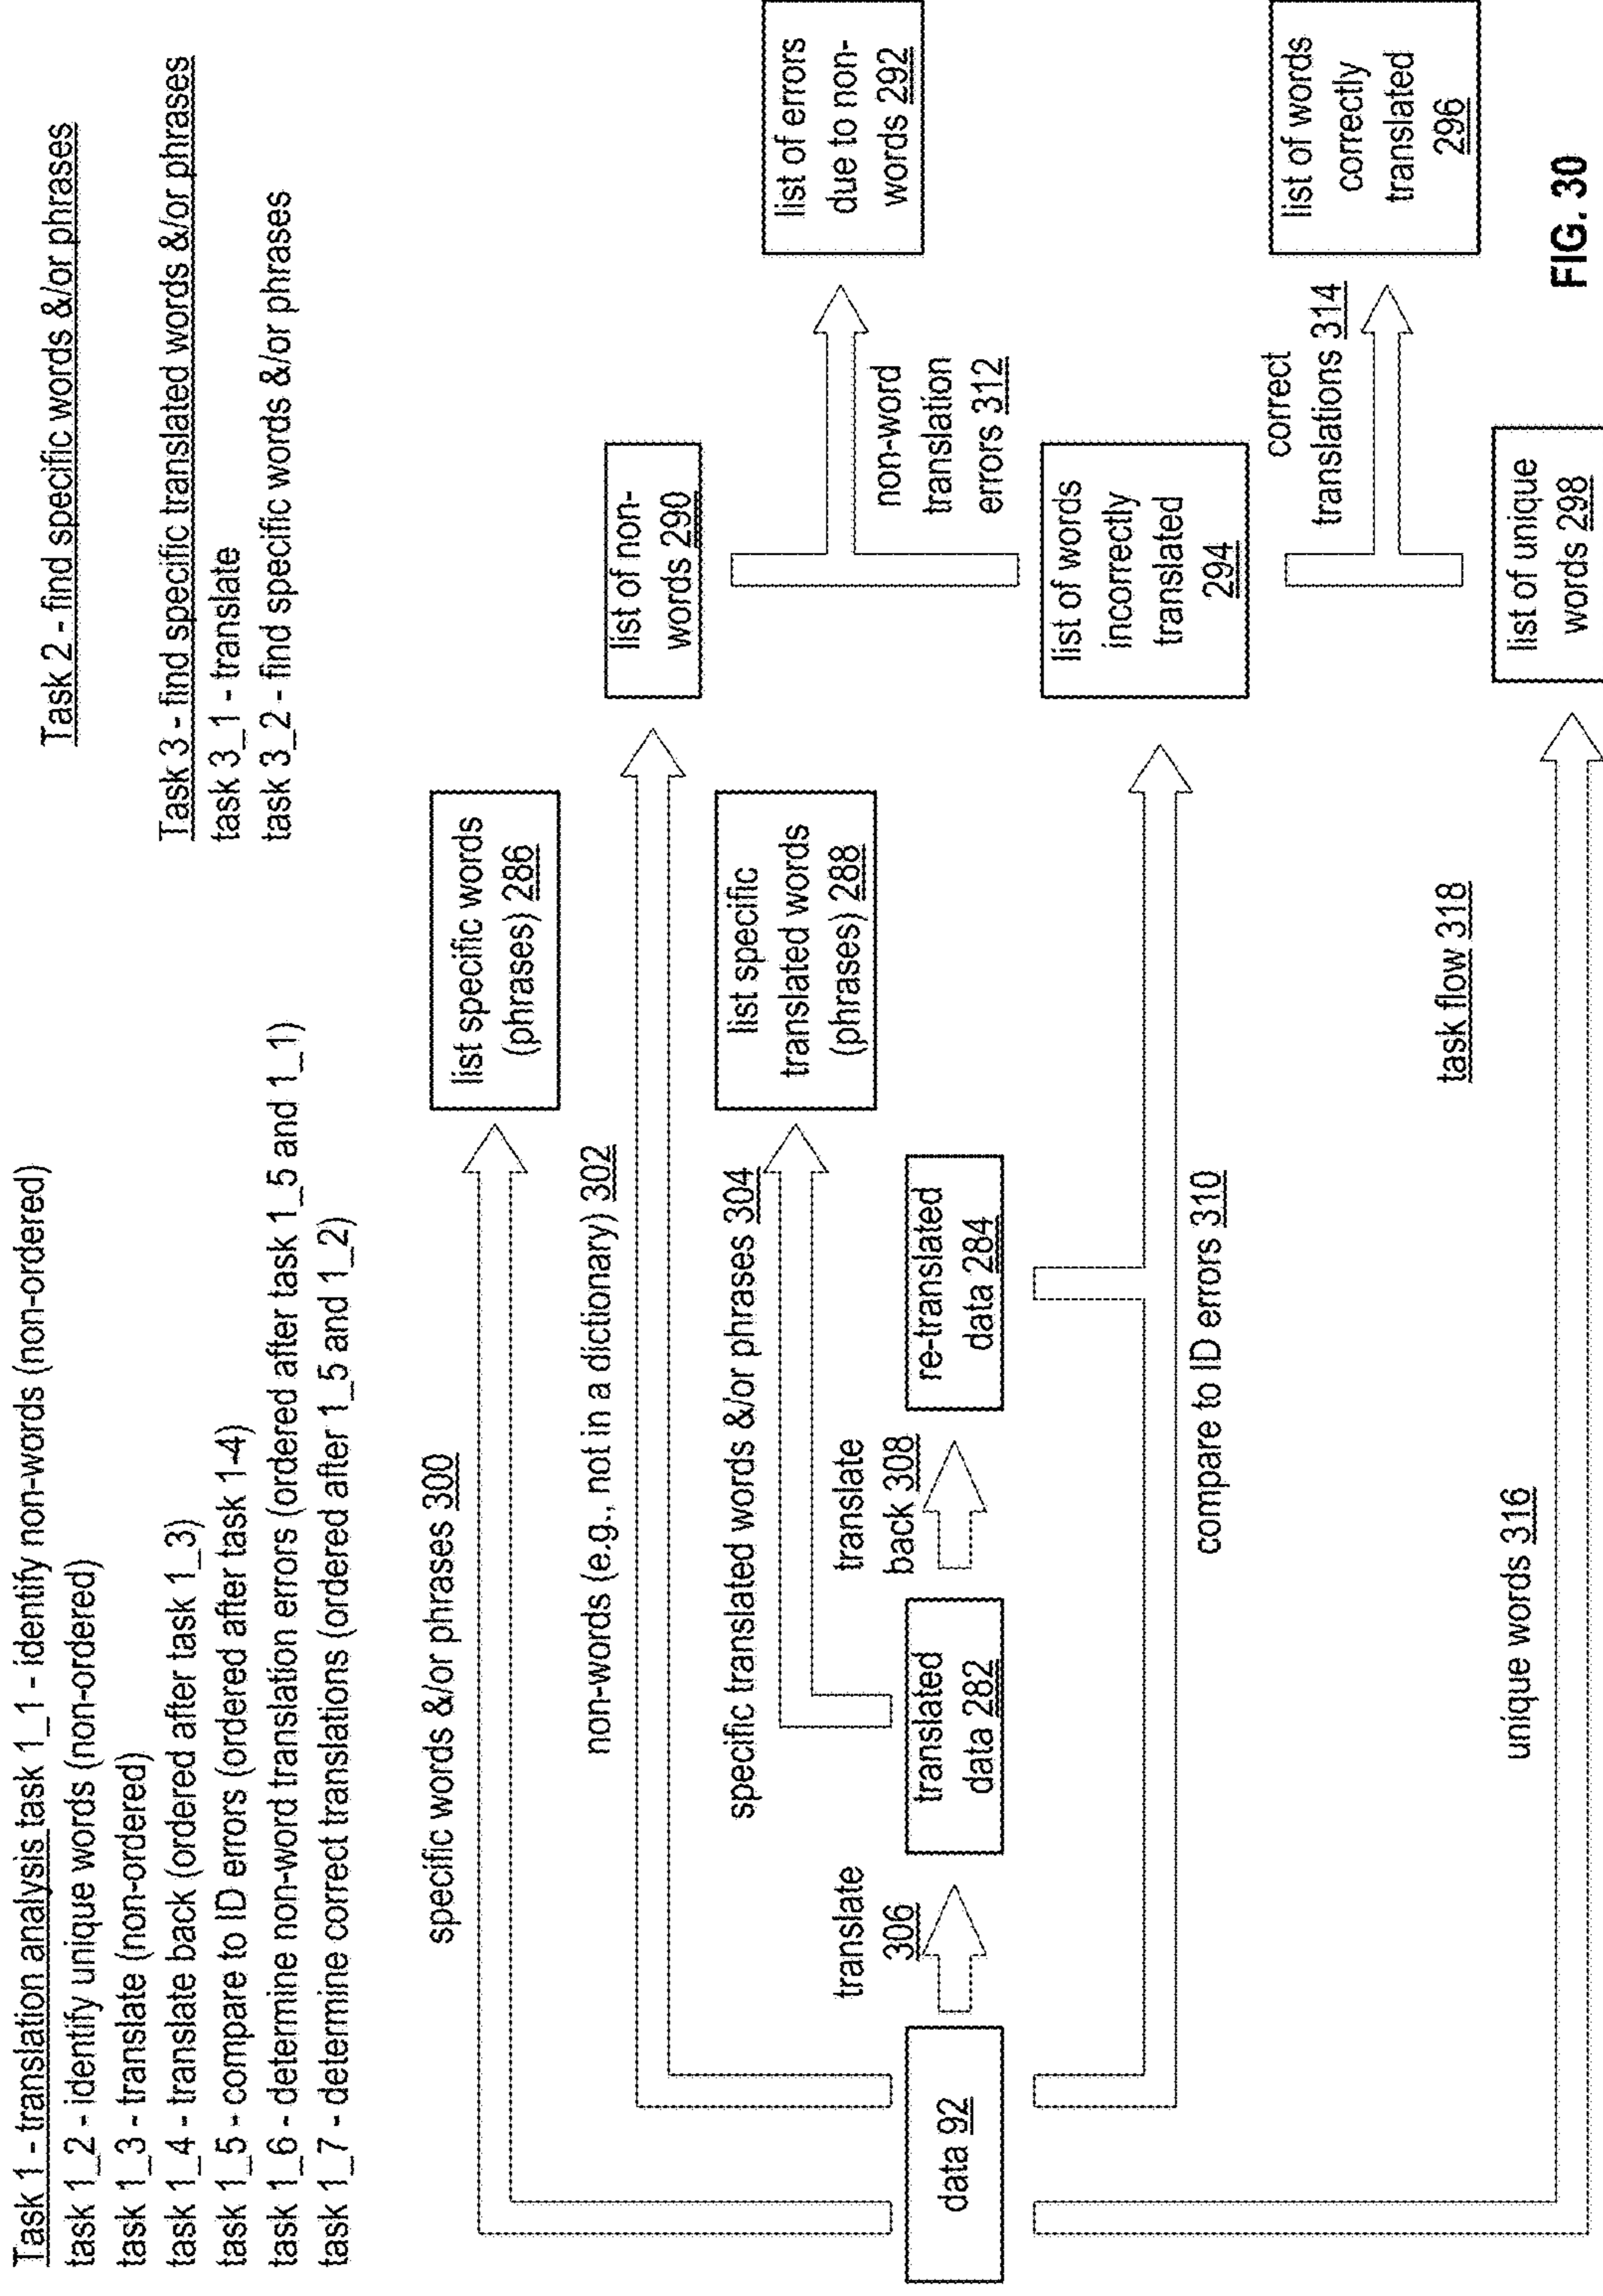 Task 1 - translation analysis task 1_1 - identify non-words (non-ordered)
task 1_2 - identify unique words (non-ordered)
task 1_3 - translate (non-ordered)
task 1_4 - translate back (ordered after task 1_3)
task 1_5 - compare to ID errors (ordered after task 1-4)
task 1_6 - determine non-word translation errors (ordered after task 1_5 and 1_1)
task 1_7 - determine correct translations (ordered after 1_5 and 1_2)
Task 2 - find specific words &/or phrases
Task 3 - find specific translated words &/or phrases
task 3_1 - translate
task 3_2 - find specific words &/or phrases
specific words &/or phrases 300
list specific words
(phrases) 286
non-words (e.g., not in a dictionary) 302
list of non-
words 290
specific translated words &/or phrases 304
list specific
translated words
(phrases) 288
list of errors
due to non-
words 292
non-word
translation
errors 312
data 92
translate
306
translated
data 282
translate
back 308
re-translated
data 284
compare to ID errors 310
list of words
incorrectly
translated
294
correct
translations 314
list of words
correctly
translated
296
task flow 318
unique words 316
list of unique
words 298
FIG. 30